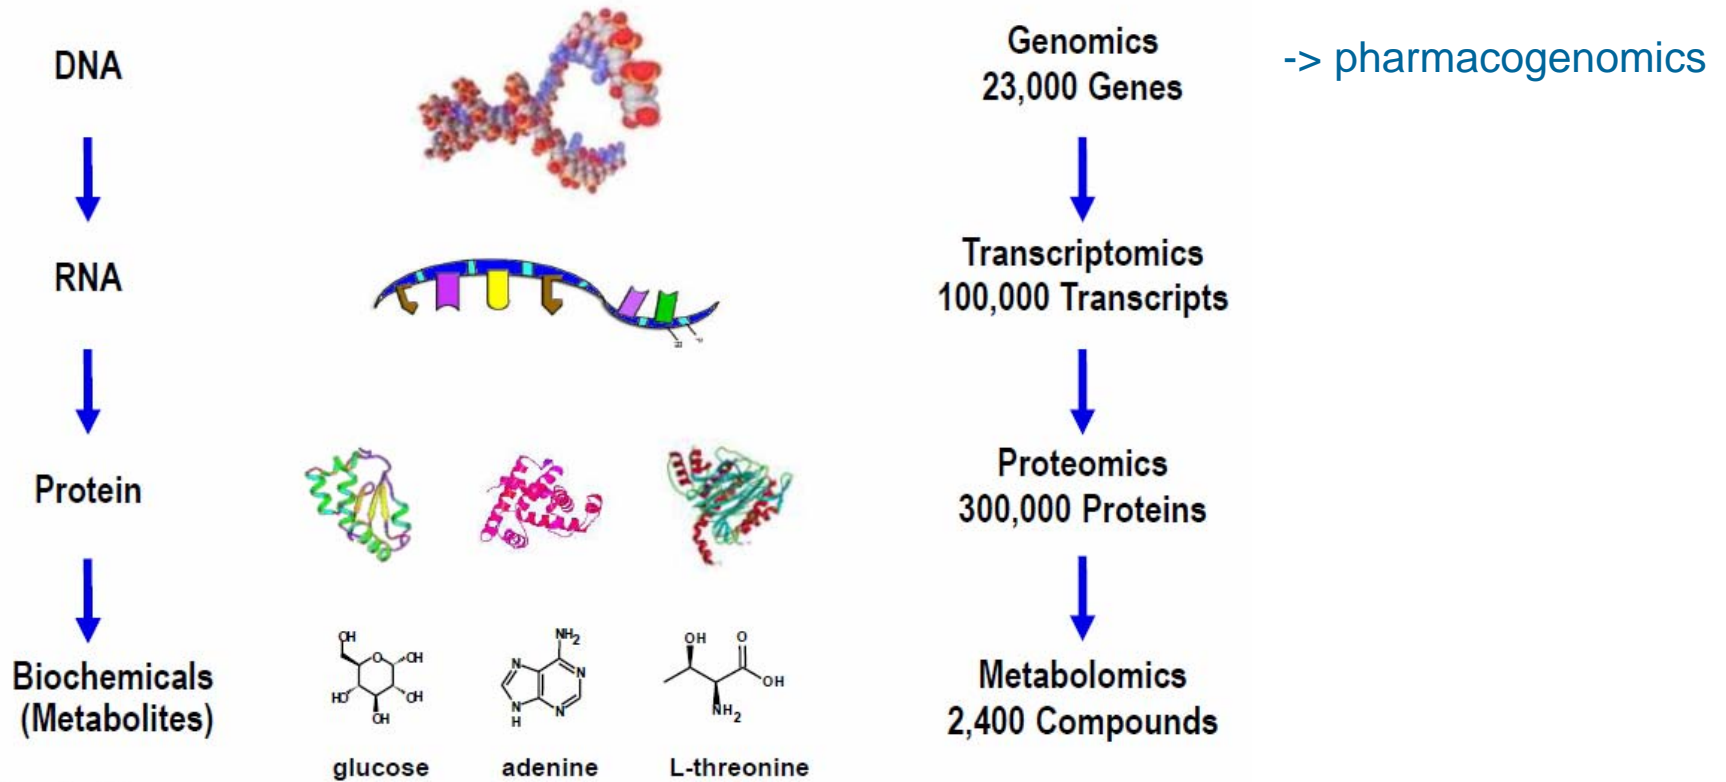 DNA
Genomics
23,000 Genes
-> pharmacogenomics
RNA
Transcriptomics
100,000 Transcripts
Protein
Proteomics
300,000 Proteins
Biochemicals
(Metabolites)
OH
O
OH
HO
OH
OH
NH2
N
N
N
H
N
OH
O
OH
NH2
Metabolomics
2,400 Compounds
glucose
adenine
L-threonine